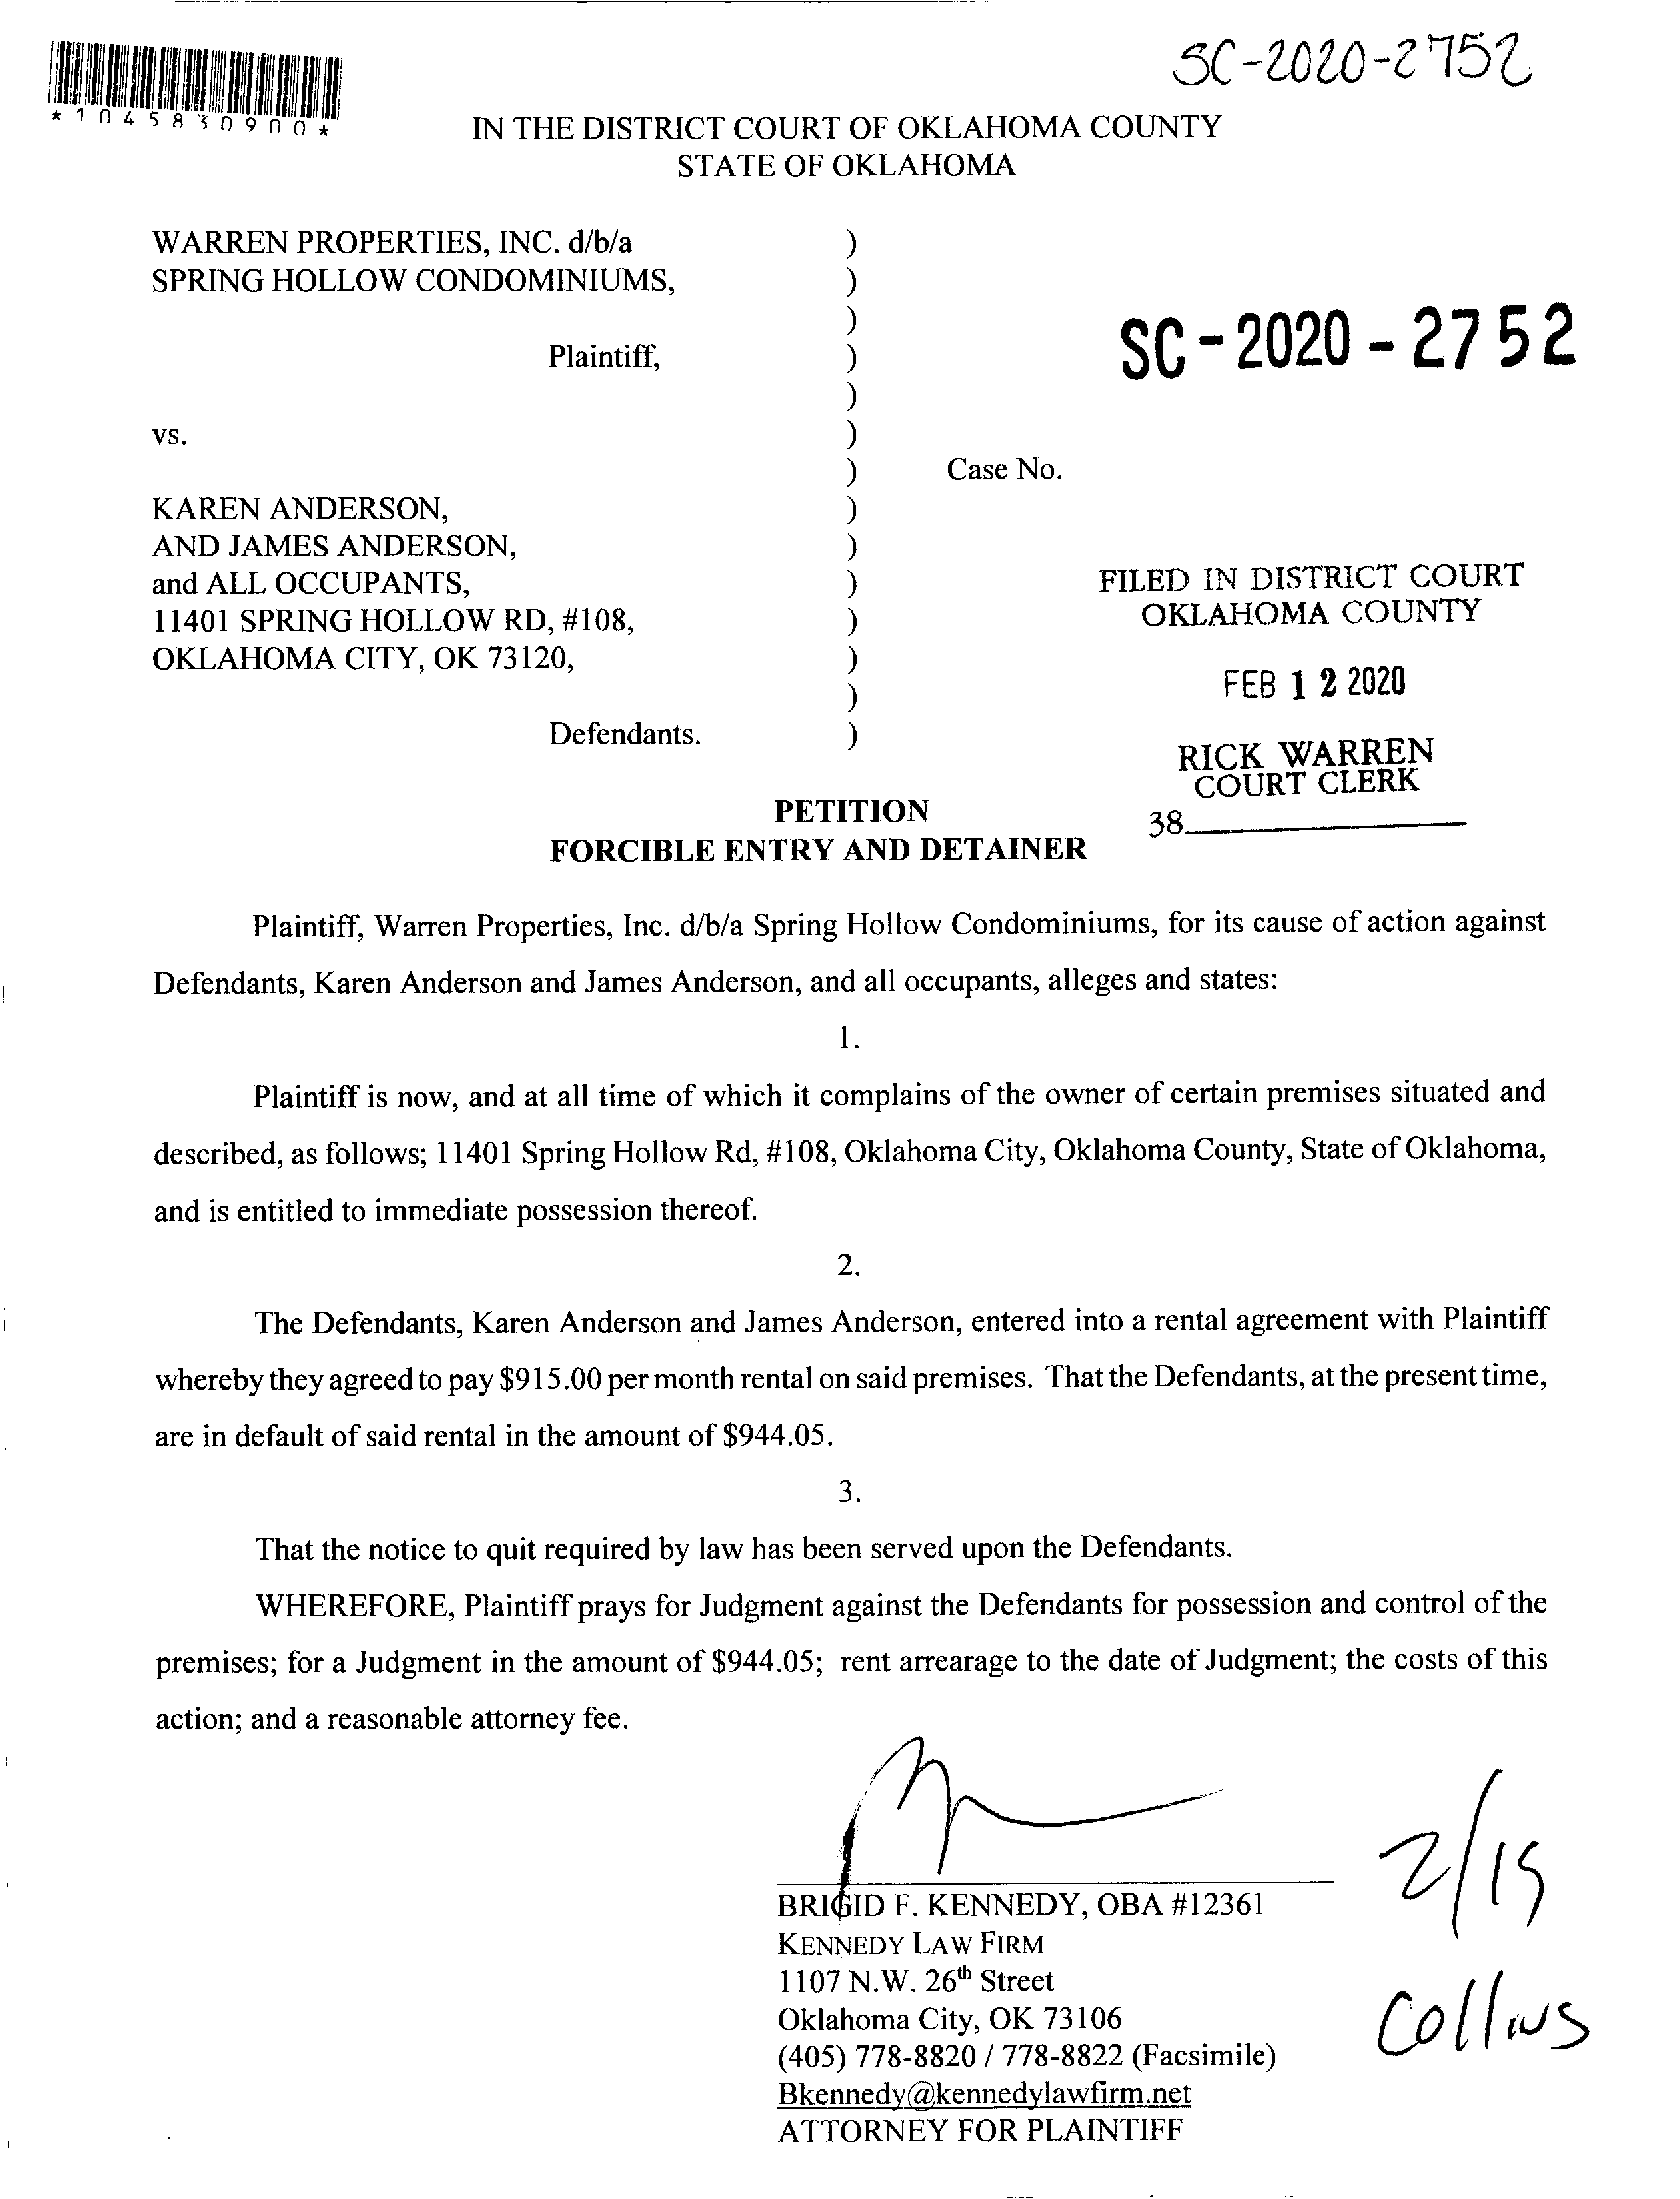 SC-2020-2752
*1045830900*
IN THE DISTRICT COURT OF OKLAHOMA COUNTY
STATE OF OKLAHOMA
WARREN PROPERTIES, INC. d/b/a )
SPRING HOLLOW CONDOMINIUMS, )
)
SC-2020-2752
Plaintiff, )
)
vs. )
) Case No.
KAREN ANDERSON, )
AND JAMES ANDERSON, )
and ALL OCCUPANTS, )
11401 SPRING HOLLOW RD, #108, )
OKLAHOMA CITY, OK 73120, )
)
Defendants. )
FILED IN DISTRICT COURT
OKLAHOMA COUNTY
FEB 12 2020
RICK WARREN
COURT CLERK
38
PETITION
FORCIBLE ENTRY AND DETAINER
Plaintiff, Warren Properties, Inc. d/b/a Spring Hollow Condominiums, for its cause of action against
Defendants, Karen Anderson and James Anderson, and all occupants, alleges and states:
1.
Plaintiff is now, and at all time of which it complains of the owner of certain premises situated and
described, as follows; 11401 Spring Hollow Rd, #108, Oklahoma City, Oklahoma County, State of Oklahoma,
and is entitled to immediate possession thereof.
2.
The Defendants, Karen Anderson and James Anderson, entered into a rental agreement with Plaintiff
whereby they agreed to pay $915.00 per month rental on said premises. That the Defendants, at the present time,
are in default of said rental in the amount of $944.05.
3.
That the notice to quit required by law has been served upon the Defendants.
WHEREFORE, Plaintiff prays for Judgment against the Defendants for possession and control of the
premises; for a Judgment in the amount of $944.05; rent arrearage to the date of Judgment; the costs of this
action; and a reasonable attorney fee.
BRIGID F. KENNEDY, OBA #12361
KENNEDY LAW FIRM
1107 N.W. 26th Street
Oklahoma City, OK 73106
(405) 778-8820 / 778-8822 (Facsimile)
Bkennedy@kennedylawfirm.net
ATTORNEY FOR PLAINTIFF
Collins